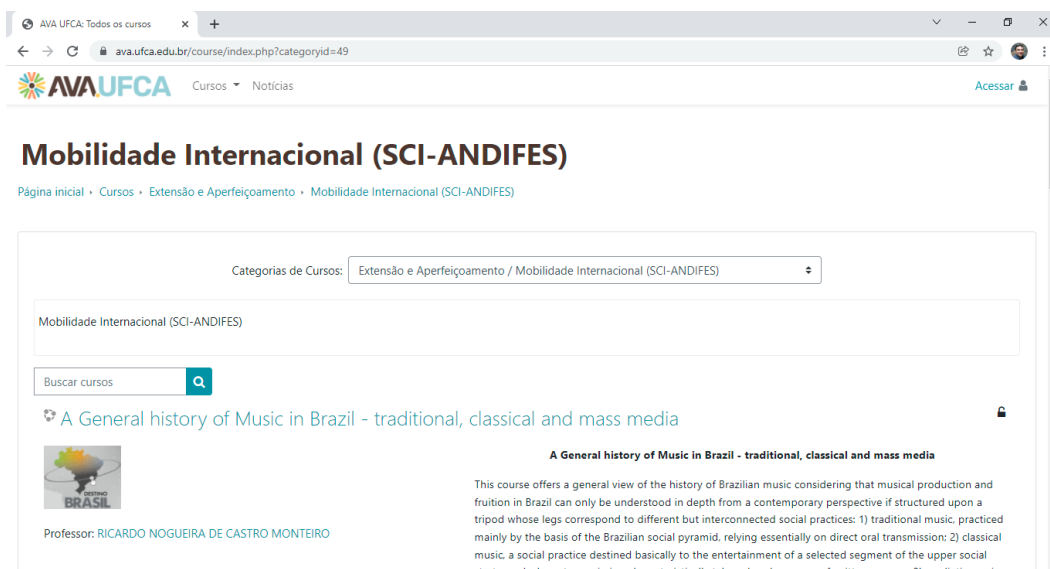 AVA UFCA: Todos os cursos
ava.ufca.edu.br/course/index.php?categoryid=49
AVA UFCA Cursos Notícias Acessar
Mobilidade Internacional (SCI-ANDIFES)
Página inicial Cursos Extensão e Aperfeiçoamento Mobilidade Internacional (SCI-ANDIFES)
Categorias de Cursos: Extensão e Aperfeiçoamento / Mobilidade Internacional (SCI-ANDIFES)
Mobilidade Internacional (SCI-ANDIFES)
Buscar cursos
A General history of Music in Brazil - traditional, classical and mass media
DESTINO
BRASIL
Professor: RICARDO NOGUEIRA DE CASTRO MONTEIRO
A General history of Music in Brazil - traditional, classical and mass media
This course offers a general view of the history of Brazilian music considering that musical production and
fruition in Brazil can only be understood in depth from a contemporary perspective if structured upon a
tripod whose legs correspond to different but interconnected social practices: 1) traditional music, practiced
mainly by the basis of the Brazilian social pyramid, relying essentially on direct oral transmission; 2) classical
music, a social practice destined basically to the entertainment of a selected segment of the upper social